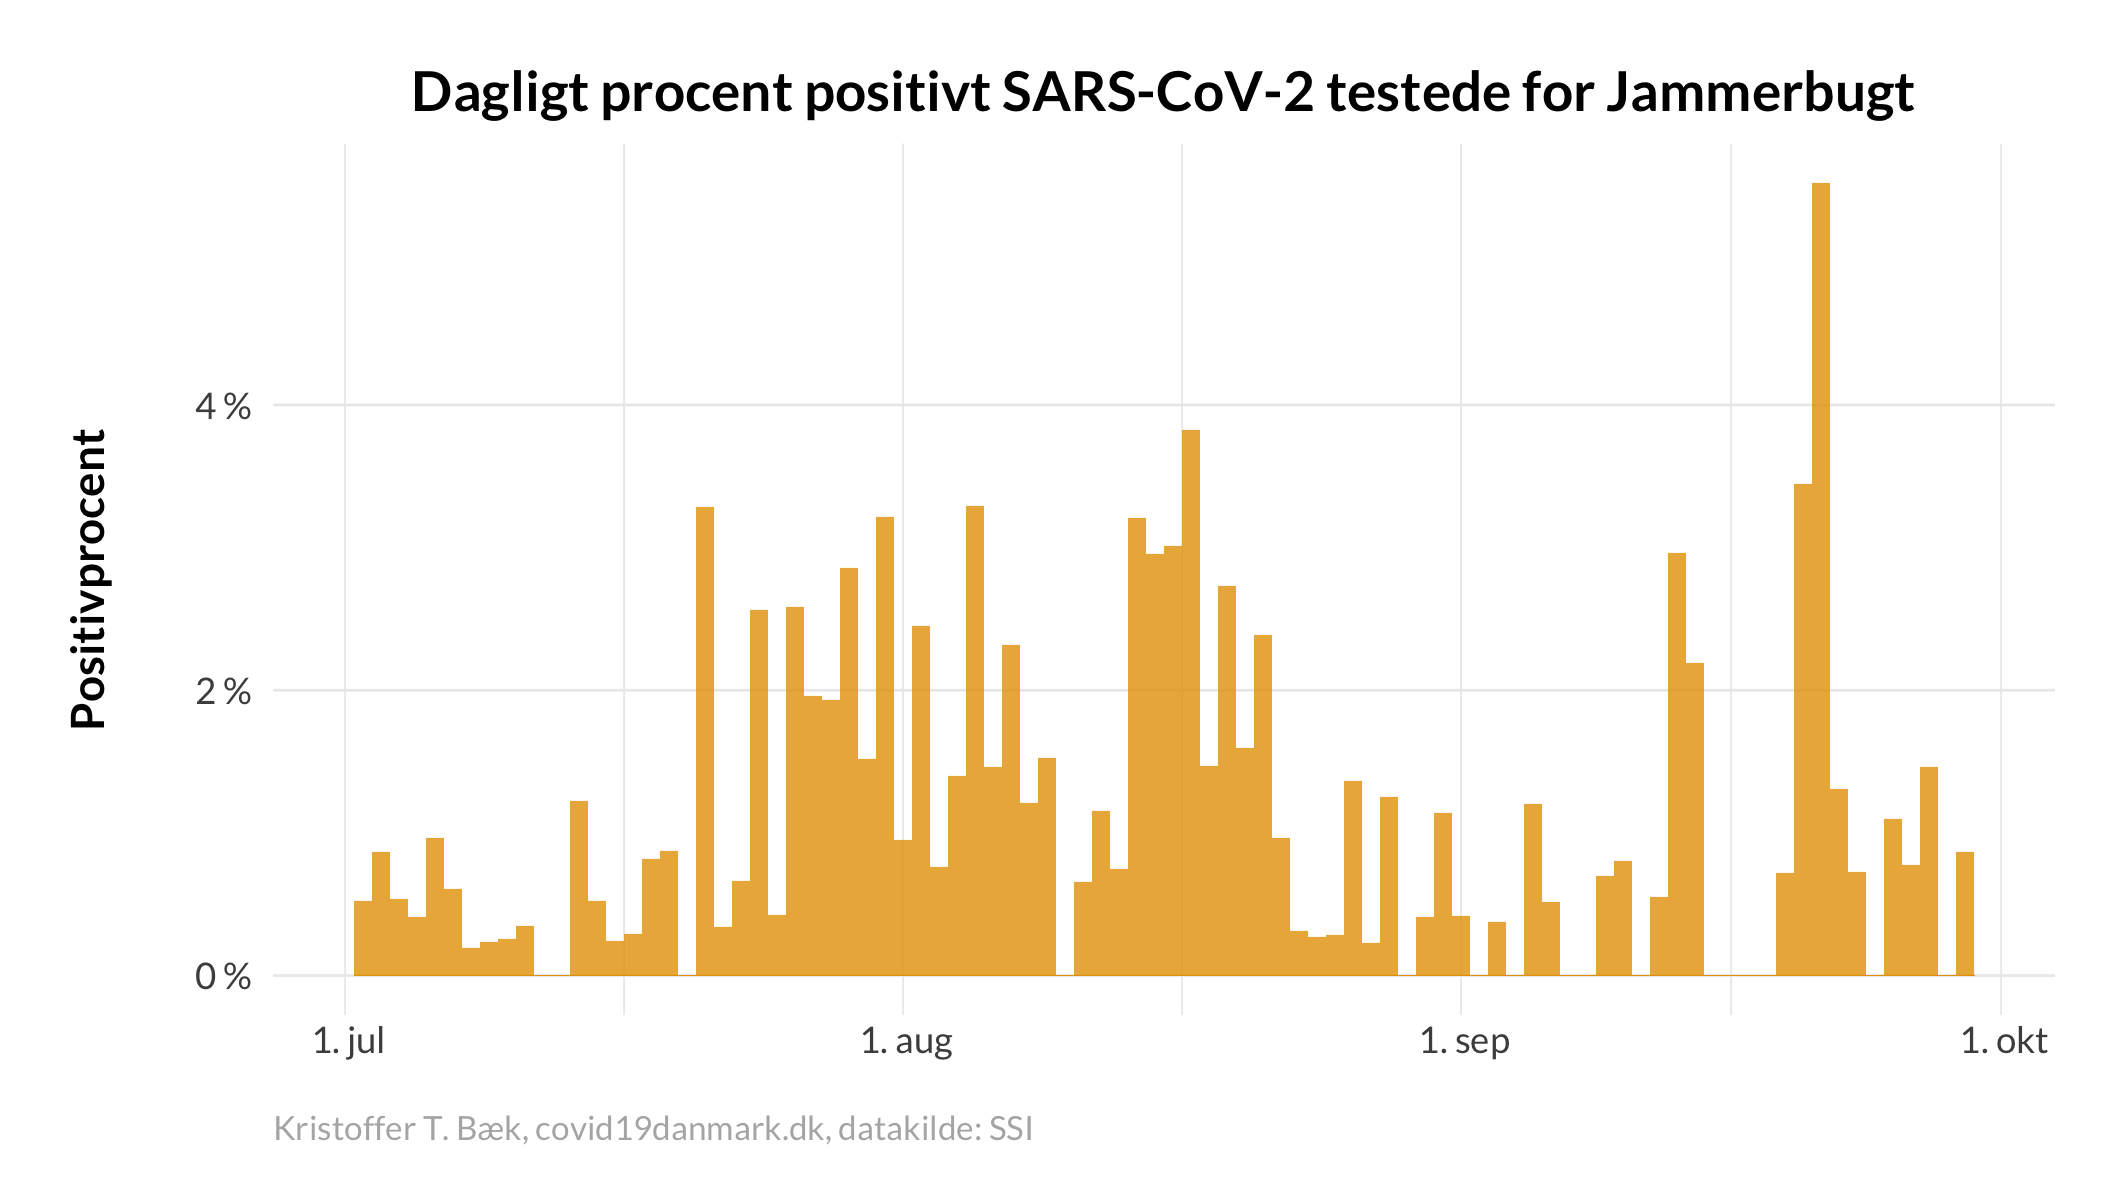 Dagligt procent positivt SARS-CoV-2 testede for Jammerbugt
Positivprocent
4 %
2 %
0 %
1. jul
1. aug
1. sep
1. okt
Kristoffer T. Bæk, covid19danmark.dk, datakilde: SSI